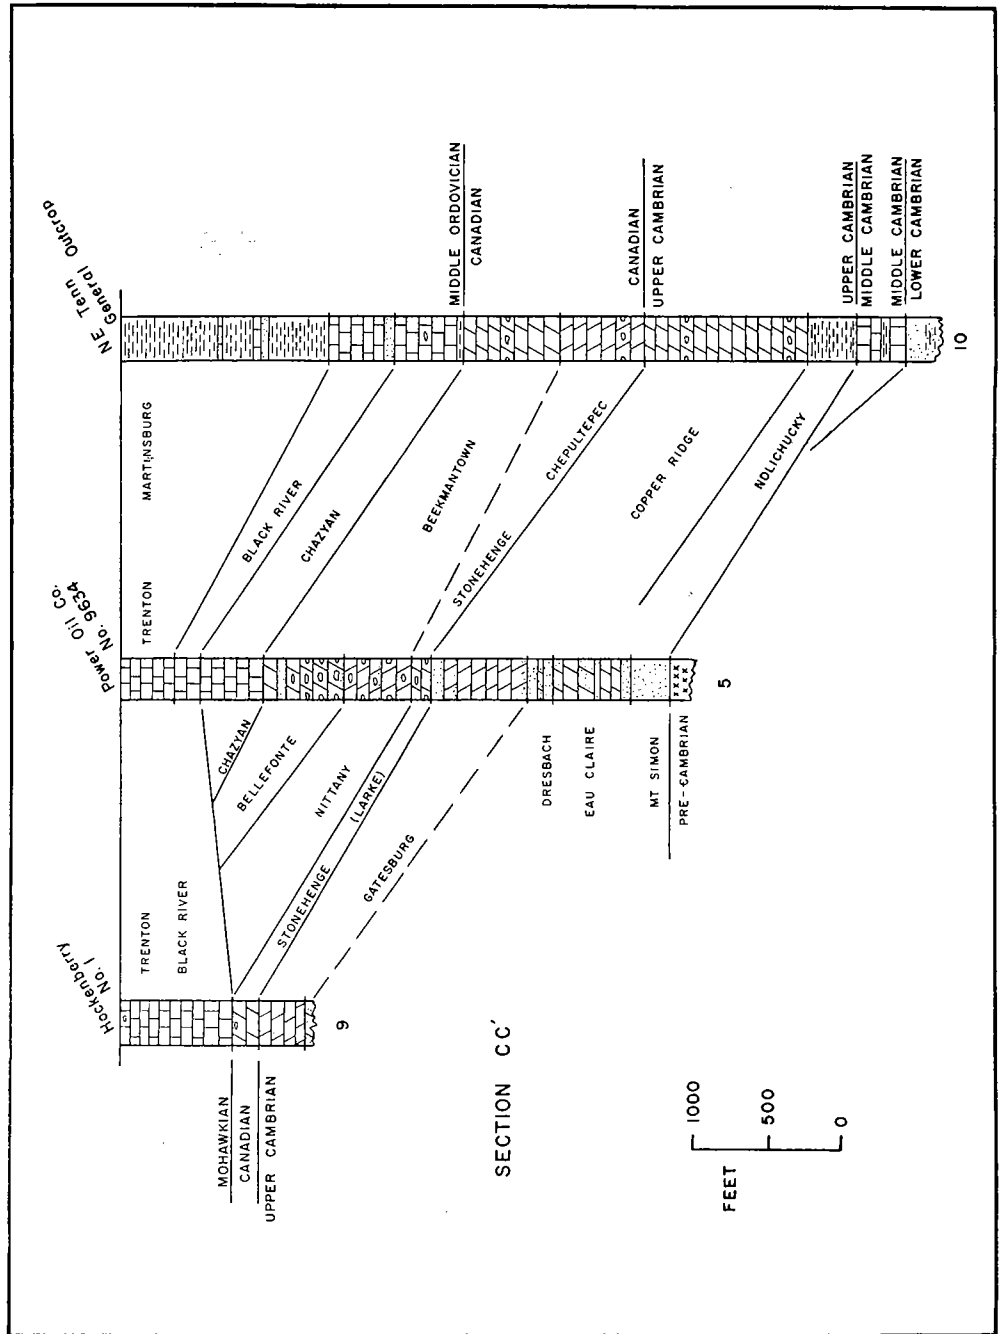 Hockenberry
No. 1
Power Oil Co.
No. 9634
NE Tenn
General Outcrop
TRENTON
BLACK RIVER
TRENTON
MARTINSBURG
MOHAWKIAN
CANADIAN
UPPER CAMBRIAN
CHAZYAN
BELLEFONTE
NITTANY
STONEHENGE
(LARKE)
GATESBURG
DRESBACH
EAU CLAIRE
MT SIMON
PRE-CAMBRIAN
BLACK RIVER
CHAZYAN
BEEKMANTOWN
STONEHENGE
CHEPULTEPEC
COPPER RIDGE
NOLICHUCKY
MIDDLE ORDOVICIAN
CANADIAN
CANADIAN
UPPER CAMBRIAN
UPPER CAMBRIAN
MIDDLE CAMBRIAN
MIDDLE CAMBRIAN
LOWER CAMBRIAN
9
5
10
SECTION CC'
FEET
1000
500
0